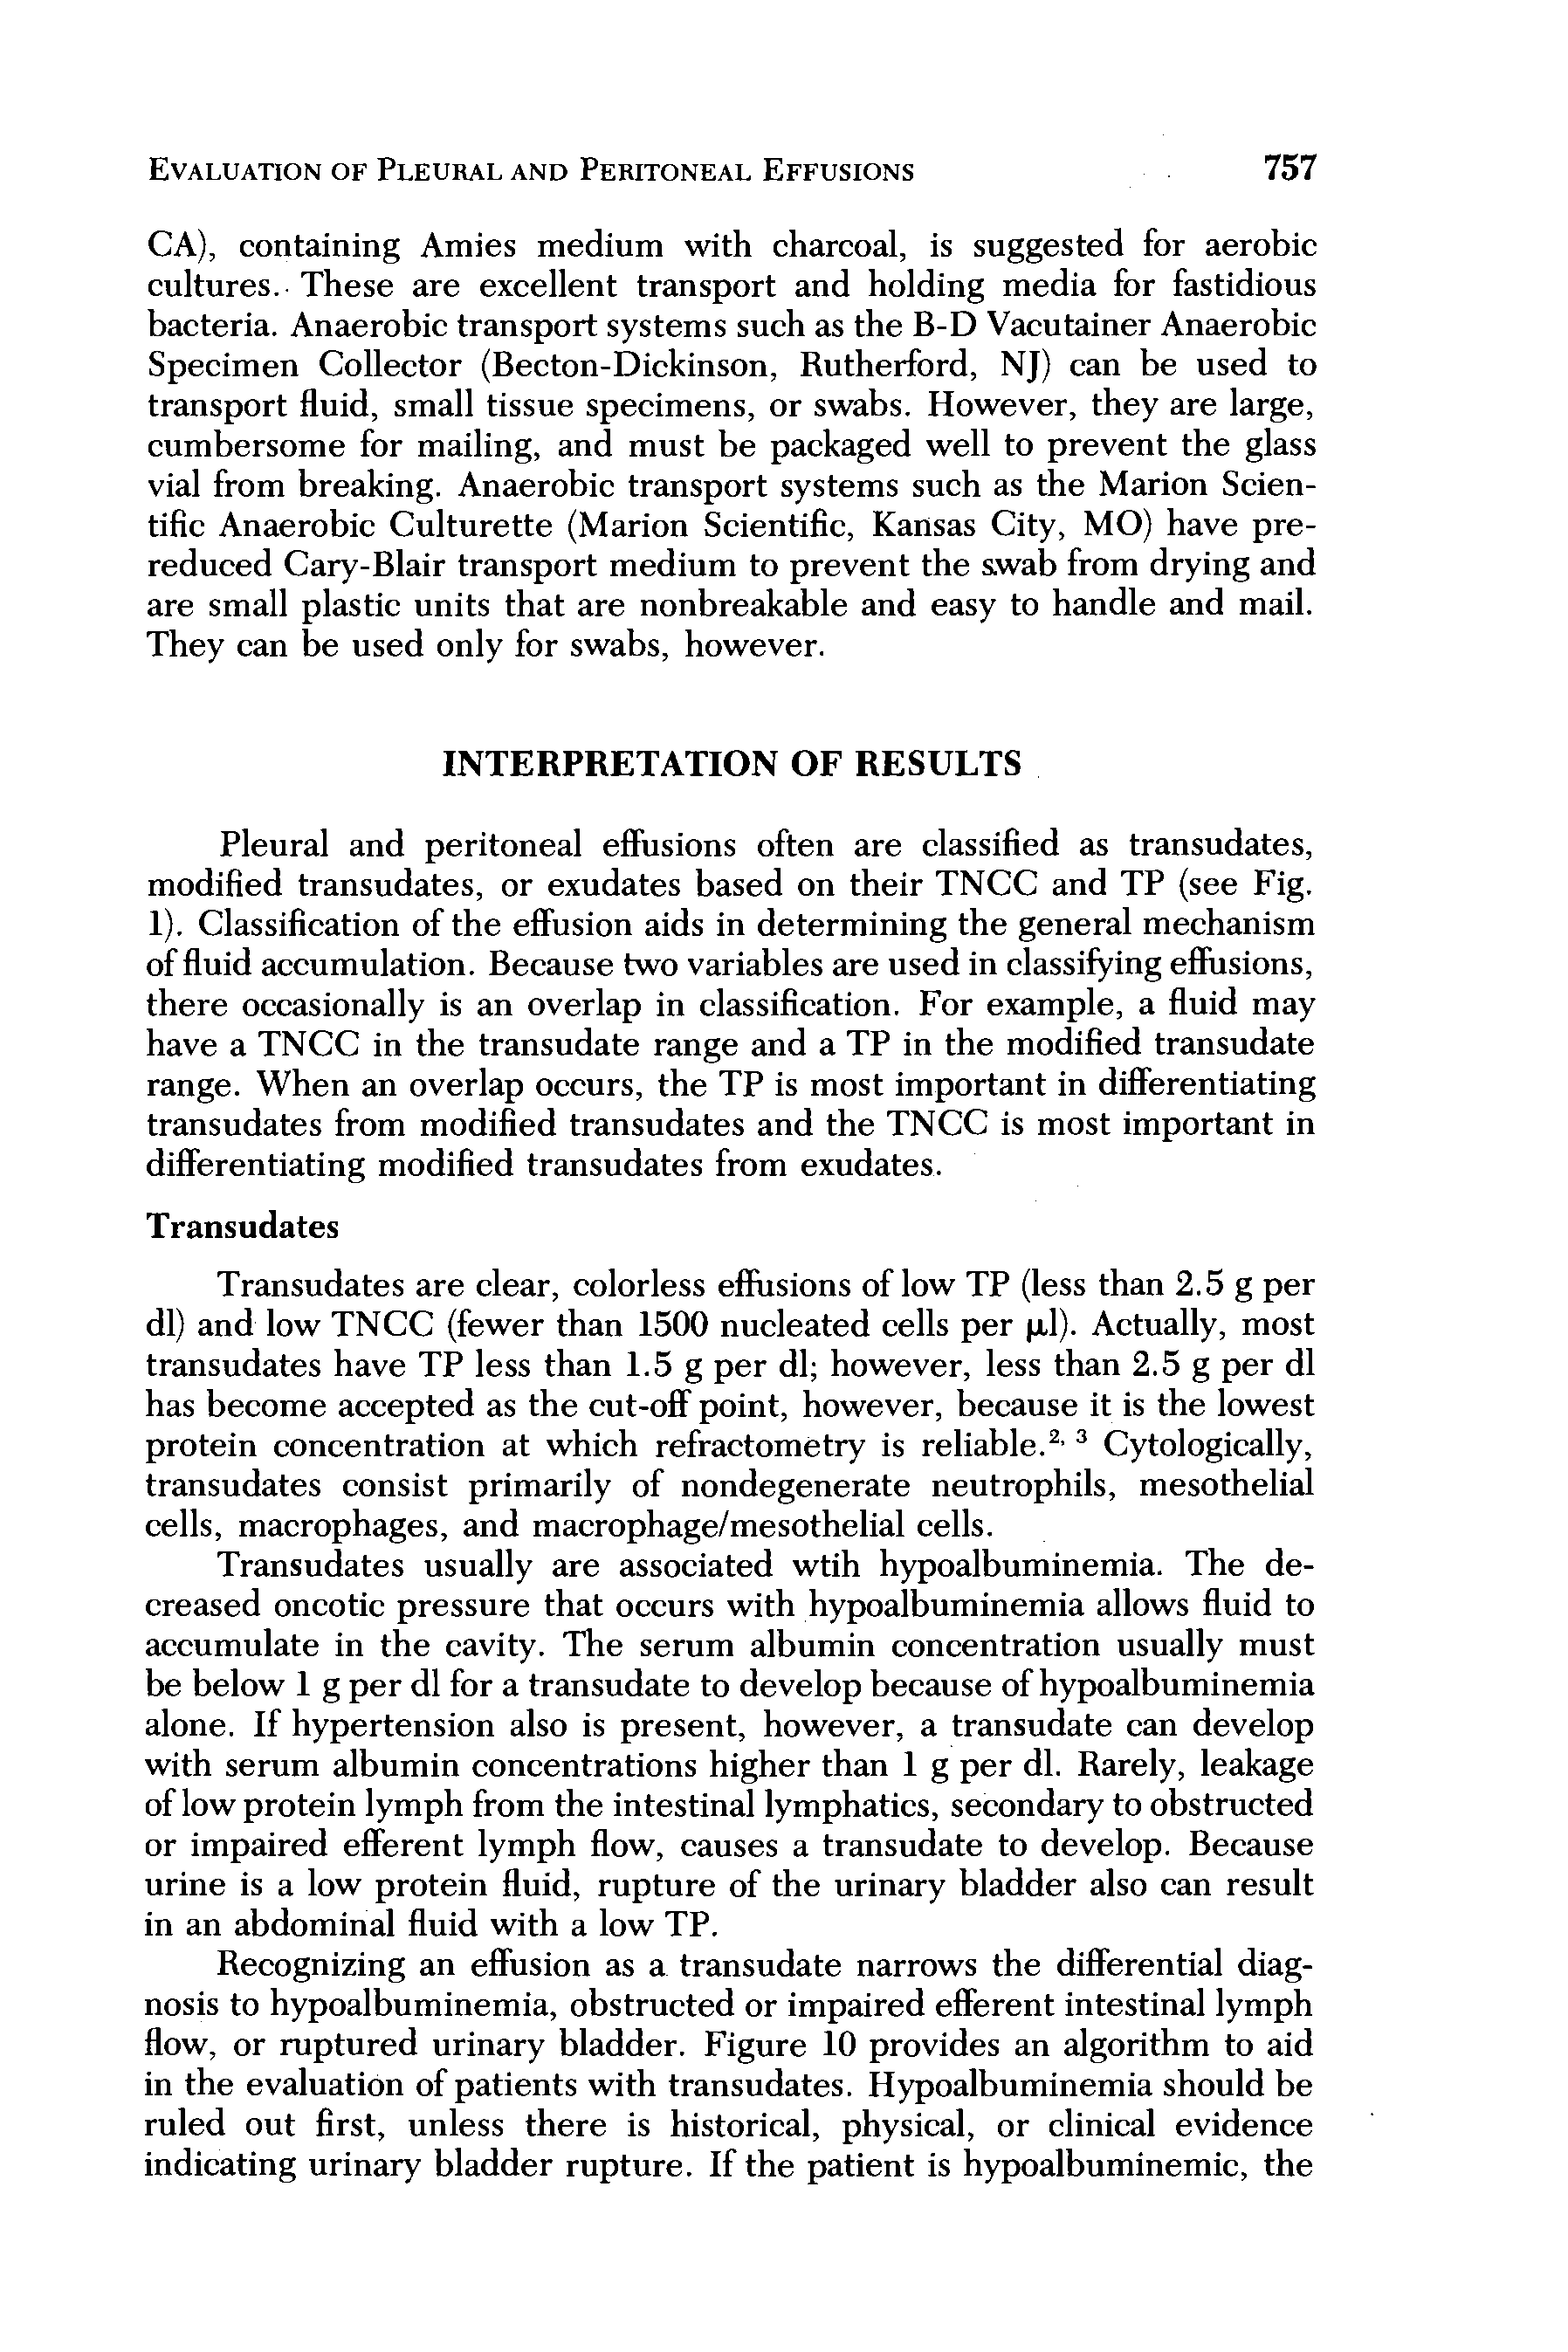 EVALUATION OF PLEURAL AND PERITONEAL EFFUSIONS 757
CA), containing Amies medium with charcoal, is suggested for aerobic
cultures. These are excellent transport and holding media for fastidious
bacteria. Anaerobic transport systems such as the B-D Vacutainer Anaerobic
Specimen Collector (Becton-Dickinson, Rutherford, NJ) can be used to
transport fluid, small tissue specimens, or swabs. However, they are large,
cumbersome for mailing, and must be packaged well to prevent the glass
vial from breaking. Anaerobic transport systems such as the Marion Scien-
tific Anaerobic Culturette (Marion Scientific, Kansas City, MO) have pre-
reduced Cary-Blair transport medium to prevent the swab from drying and
are small plastic units that are nonbreakable and easy to handle and mail.
They can be used only for swabs, however.
INTERPRETATION OF RESULTS
Pleural and peritoneal effusions often are classified as transudates,
modified transudates, or exudates based on their TNCC and TP (see Fig.
1). Classification of the effusion aids in determining the general mechanism
of fluid accumulation. Because two variables are used in classifying effusions,
there occasionally is an overlap in classification. For example, a fluid may
have a TNCC in the transudate range and a TP in the modified transudate
range. When an overlap occurs, the TP is most important in differentiating
transudates from modified transudates and the TNCC is most important in
differentiating modified transudates from exudates.
Transudates
Transudates are clear, colorless effusions of low TP (less than 2.5 g per
dl) and low TNCC (fewer than 1500 nucleated cells per µl). Actually, most
transudates have TP less than 1.5 g per dl; however, less than 2.5 g per dl
has become accepted as the cut-off point, however, because it is the lowest
protein concentration at which refractometry is reliable.2, 3 Cytologically,
transudates consist primarily of nondegenerate neutrophils, mesothelial
cells, macrophages, and macrophage/mesothelial cells.
Transudates usually are associated wtih hypoalbuminemia. The de-
creased oncotic pressure that occurs with hypoalbuminemia allows fluid to
accumulate in the cavity. The serum albumin concentration usually must
be below 1 g per dl for a transudate to develop because of hypoalbuminemia
alone. If hypertension also is present, however, a transudate can develop
with serum albumin concentrations higher than 1 g per dl. Rarely, leakage
of low protein lymph from the intestinal lymphatics, secondary to obstructed
or impaired efferent lymph flow, causes a transudate to develop. Because
urine is a low protein fluid, rupture of the urinary bladder also can result
in an abdominal fluid with a low TP.
Recognizing an effusion as a transudate narrows the differential diag-
nosis to hypoalbuminemia, obstructed or impaired efferent intestinal lymph
flow, or ruptured urinary bladder. Figure 10 provides an algorithm to aid
in the evaluation of patients with transudates. Hypoalbuminemia should be
ruled out first, unless there is historical, physical, or clinical evidence
indicating urinary bladder rupture. If the patient is hypoalbuminemic, the